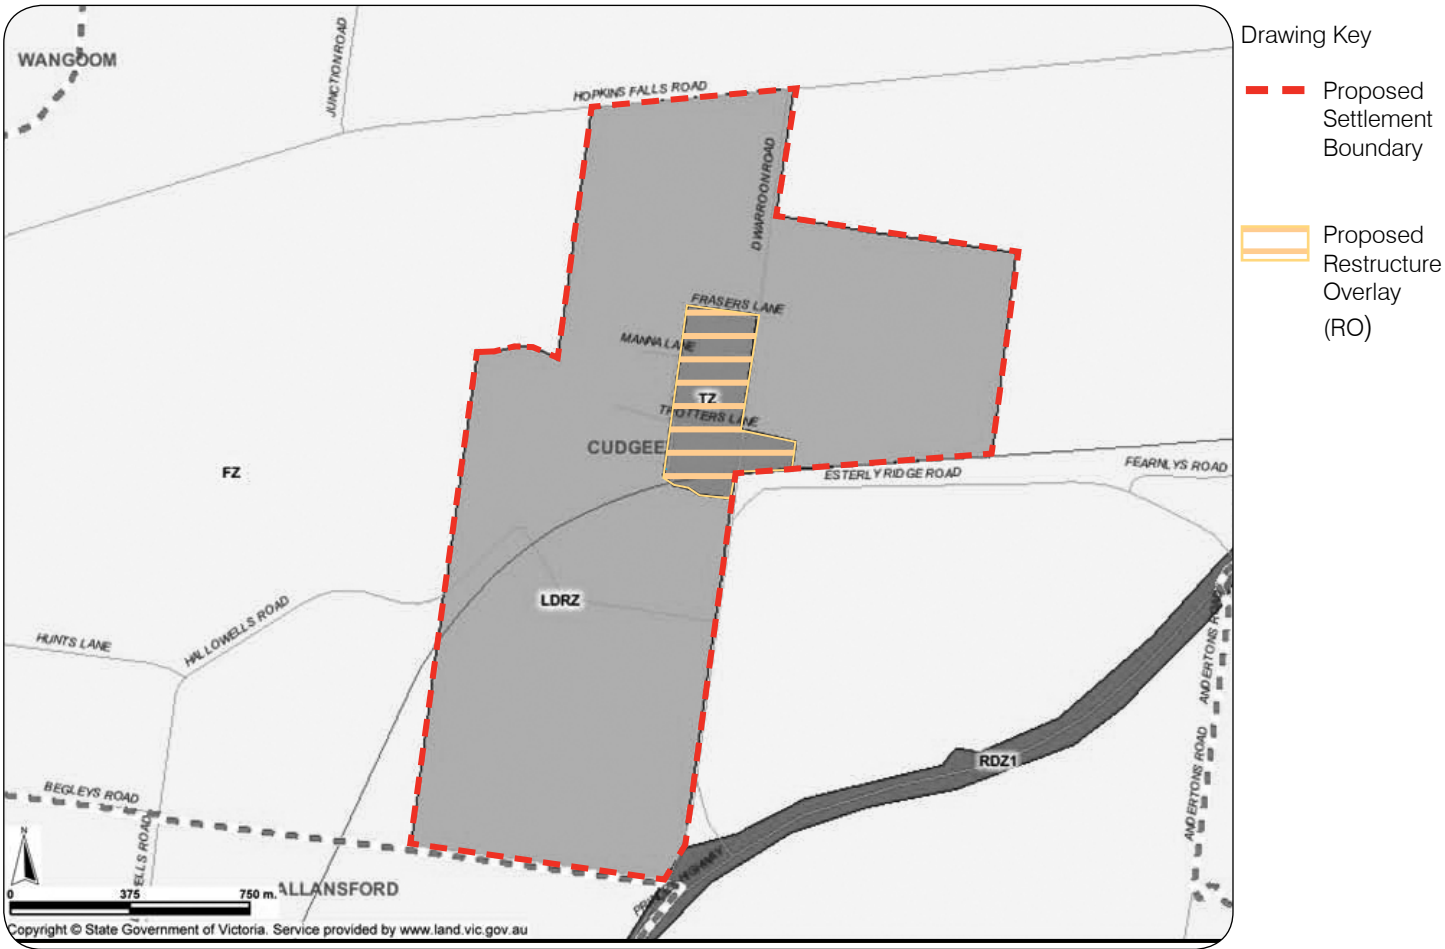 Drawing Key
Proposed
Settlement
Boundary
Proposed
Restructure
Overlay
(RO)
WANGOOM
JUNCTION ROAD
HOPKINS FALLS ROAD
DWARROON ROAD
FRASERS LANE
MANNA LANE
TZ
TROTTERS LANE
CUDGEE
FZ
ESTERLY RIDGE ROAD
FEARNLYS ROAD
LDRZ
HALLOWELLS ROAD
HUNTS LANE
ANDERTONS ROAD
ANDERTONS ROAD
RDZ1
BEGLEYS ROAD
ELLS ROAD
N
0 375 750 m.
ALLANSFORD
Copyright © State Government of Victoria. Service provided by www.land.vic.gov.au